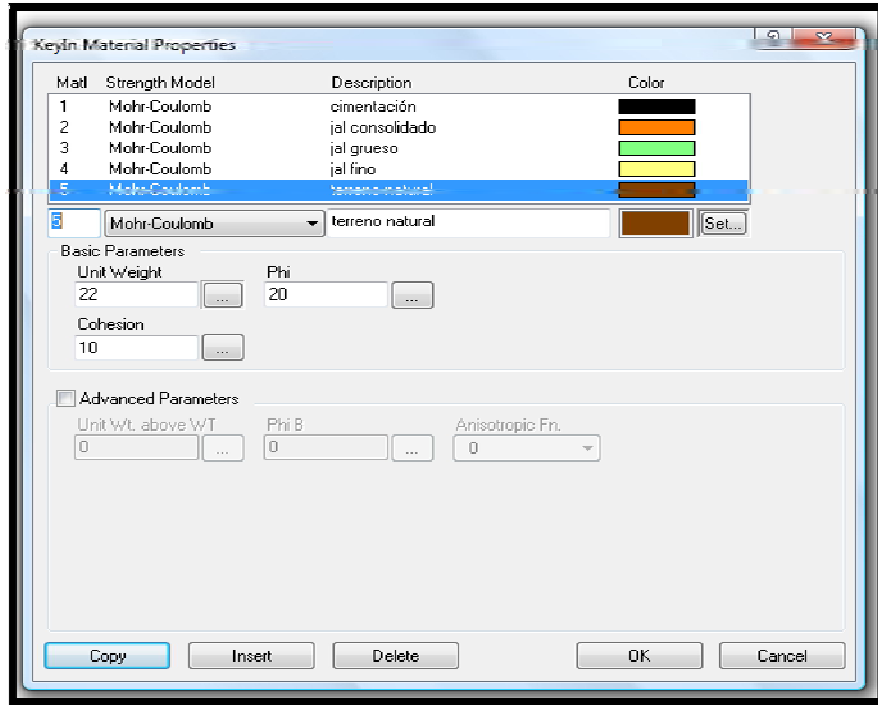 KeyIn Material Properties
Matl Strength Model Description Color
1 Mohr-Coulomb cimentación
2 Mohr-Coulomb jal consolidado
3 Mohr-Coulomb jal grueso
4 Mohr-Coulomb jal fino
5 Mohr-Coulomb terreno natural
5 Mohr-Coulomb terreno natural Set...
Basic Parameters
Unit Weight Phi
22 ... 20 ...
Cohesion
10 ...
Advanced Parameters
Unit Wt. above WT Phi B Anisotropic Fn.
0 ... 0 ... 0
Copy Insert Delete OK Cancel